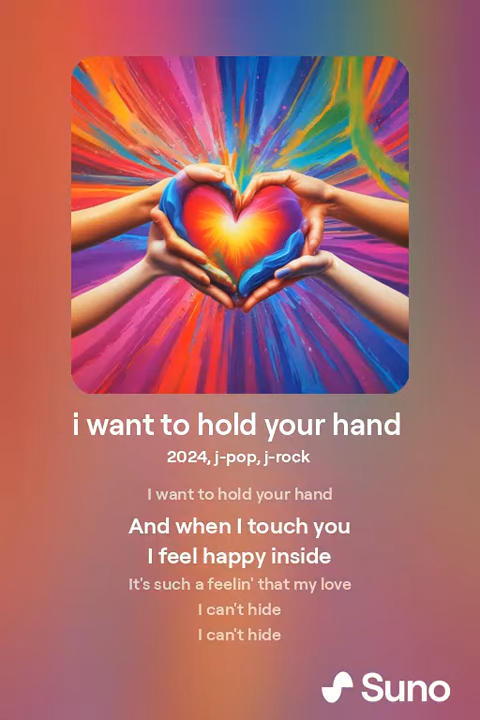 i want to hold your hand
2024, j-pop, j-rock
I want to hold your hand
And when I touch you
I feel happy inside
It's such a feelin' that my love
I can't hide
I can't hide
Suno